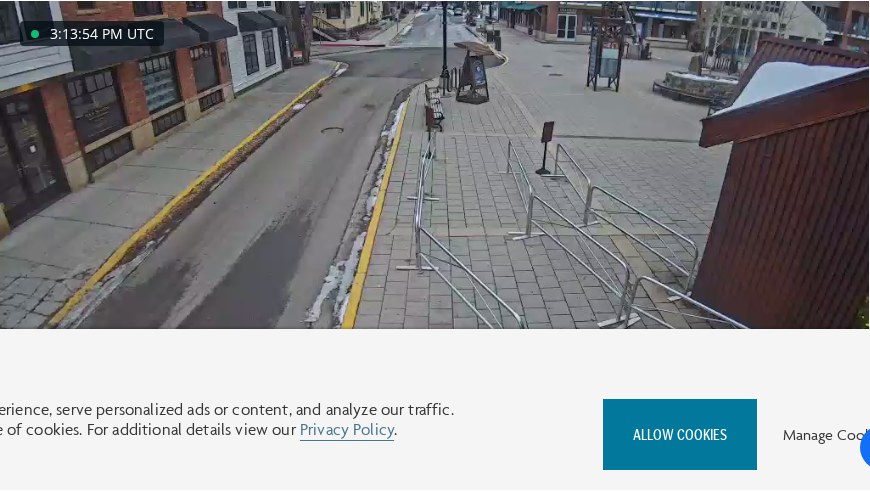 3:13:54 PM UTC
erience, serve personalized ads or content, and analyze our traffic.
e of cookies. For additional details view our Privacy Policy.
ALLOW COOKIES
Manage Cook